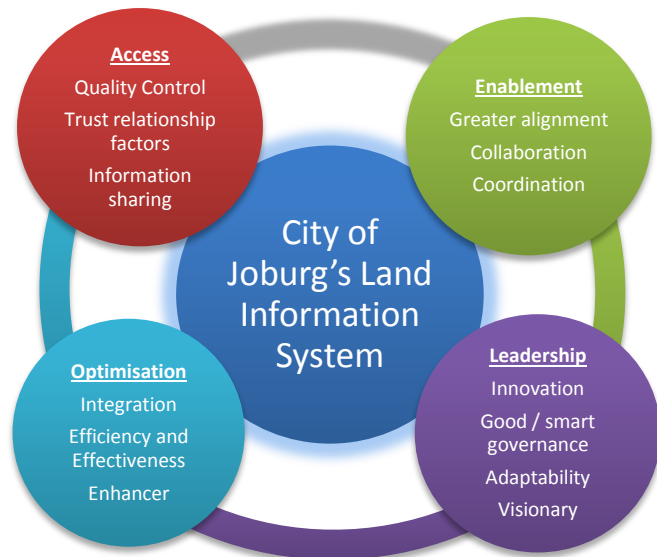 Access
Quality Control
Trust relationship
factors
Information
sharing
Enablement
Greater alignment
Collaboration
Coordination
City of
Joburg's Land
Information
System
Optimisation
Integration
Efficiency and
Effectiveness
Enhancer
Leadership
Innovation
Good / smart
governance
Adaptability
Visionary